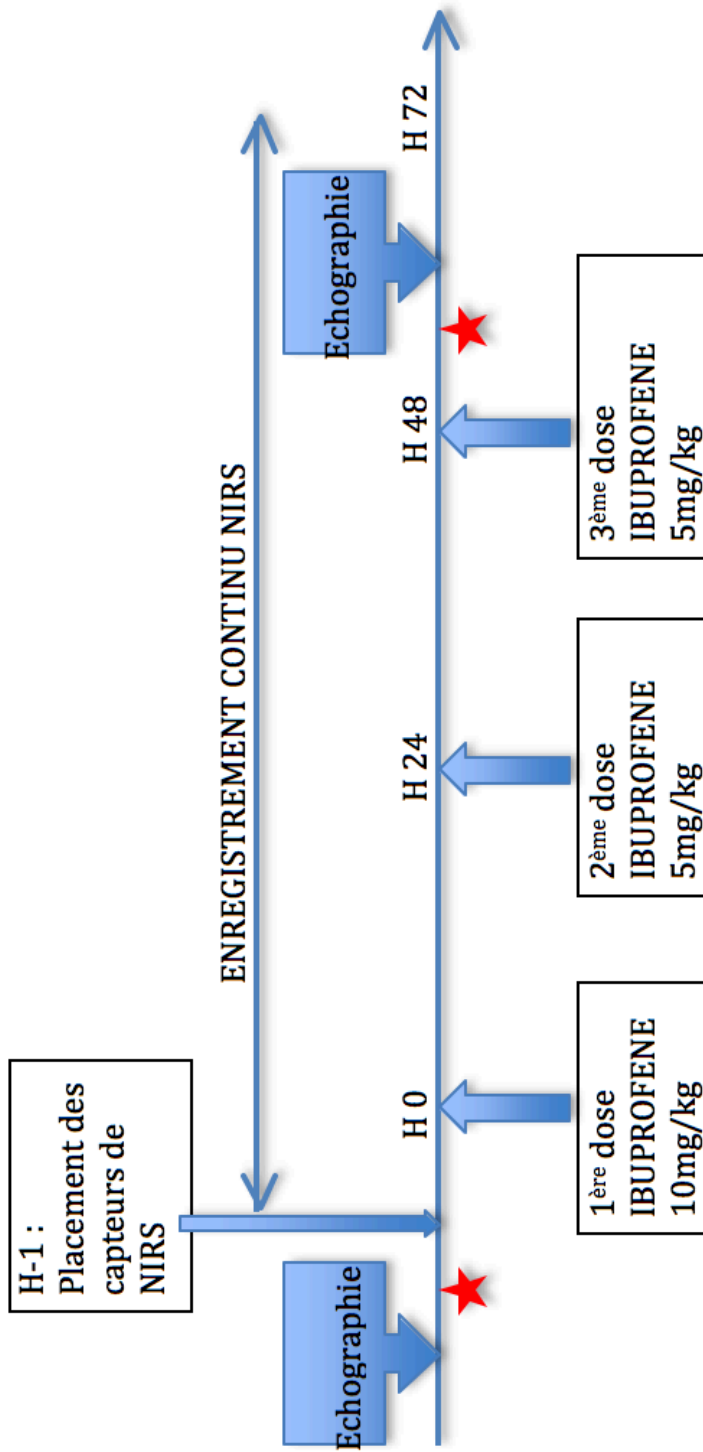 H-1 :
Placement des
capteurs de
NIRS
ENREGISTREMENT CONTINU NIRS
Echographie
Echographie
H 0
H 24
H 48
H 72
1ère dose
IBUPROFENE
10mg/kg
2ème dose
IBUPROFENE
5mg/kg
3ème dose
IBUPROFENE
5mg/kg